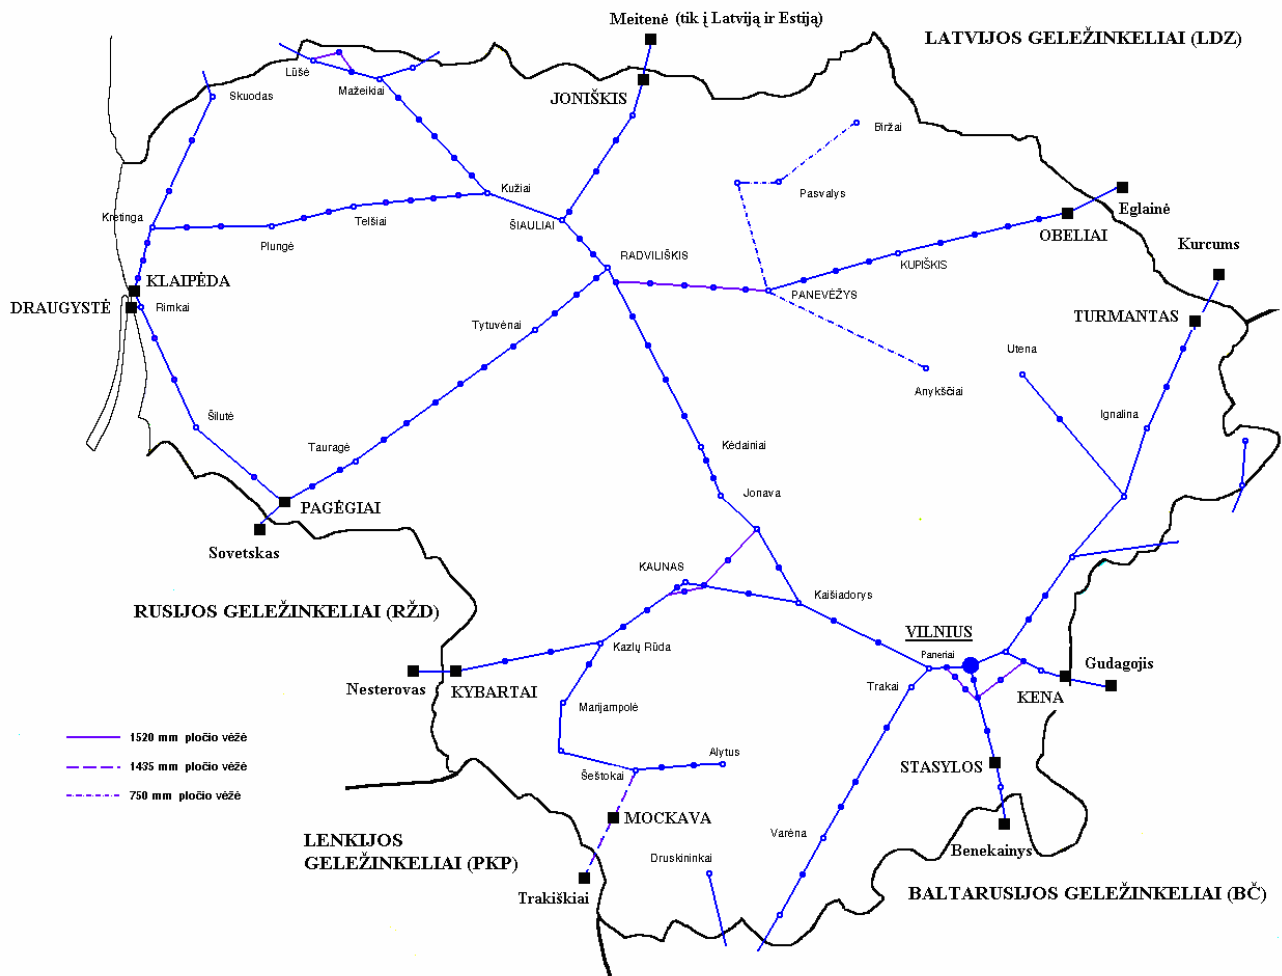 Meitenė (tik į Latviją ir Estiją)
LATVIJOS GELEŽINKELIAI (LDZ)
Lūšė
Mažeikiai
Skuodas
JONIŠKIS
Biržai
Pasvalys
Kužiai
Eglainė
Kretinga
Telšiai
ŠIAULIAI
OBELIAI
Plungė
Kurcums
RADVILIŠKIS
KUPIŠKIS
KLAIPĖDA
PANEVĖŽYS
DRAUGYSTĖ
Rimkai
TURMANTAS
Tytuvėnai
Utena
Anykščiai
Šilutė
Ignalina
Tauragė
Kėdainiai
Jonava
PAGĖGIAI
Sovetskas
KAUNAS
Kaišiadorys
RUSIJOS GELEŽINKELIAI (RŽD)
VILNIUS
Kazlų Rūda
Paneriai
Gudagojis
Nesterovas
KYBARTAI
Trakai
KENA
Marijampolė
1520 mm pločio vėžė
Alytus
1435 mm pločio vėžė
Šeštokai
STASYLOS
750 mm pločio vėžė
MOCKAVA
LENKIJOS
GELEŽINKELIAI (PKP)
Varėna
Druskininkai
Benekainys
Trakiškiai
BALTARUSIJOS GELEŽINKELIAI (BČ)